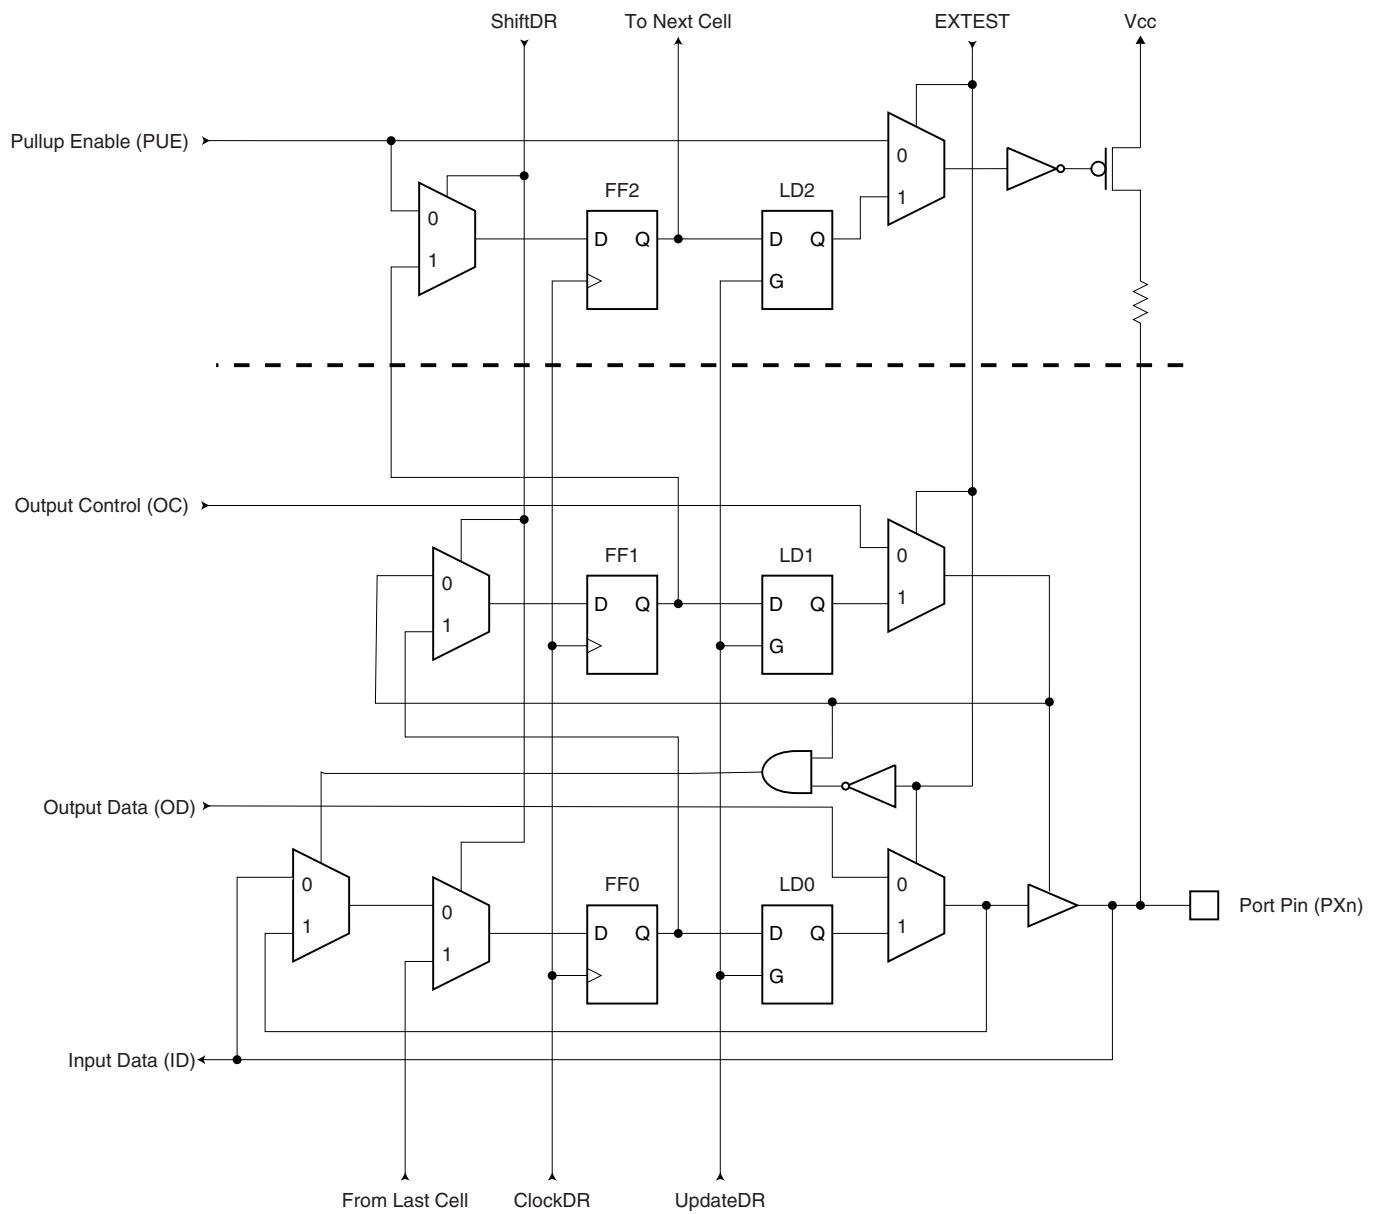 ShiftDR To Next Cell EXTEST Vcc
Pullup Enable (PUE)
0
1
FF2
D Q
LD2
D Q
G
0
1
Output Control (OC)
0
1
FF1
D Q
LD1
D Q
G
0
1
Output Data (OD)
0
1
0
1
FF0
D Q
LD0
D Q
G
0
1
Port Pin (PXn)
Input Data (ID)
From Last Cell ClockDR UpdateDR